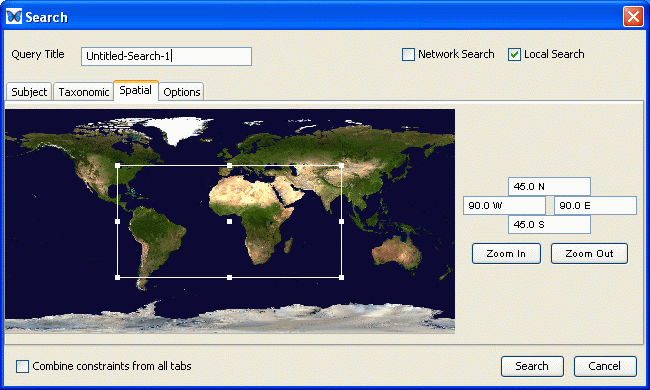 Search
Query Title Untitled-Search-1 Network Search Local Search
Subject Taxonomic Spatial Options
45.0 N
90.0 W 90.0 E
45.0 S
Zoom In Zoom Out
Combine constraints from all tabs Search Cancel